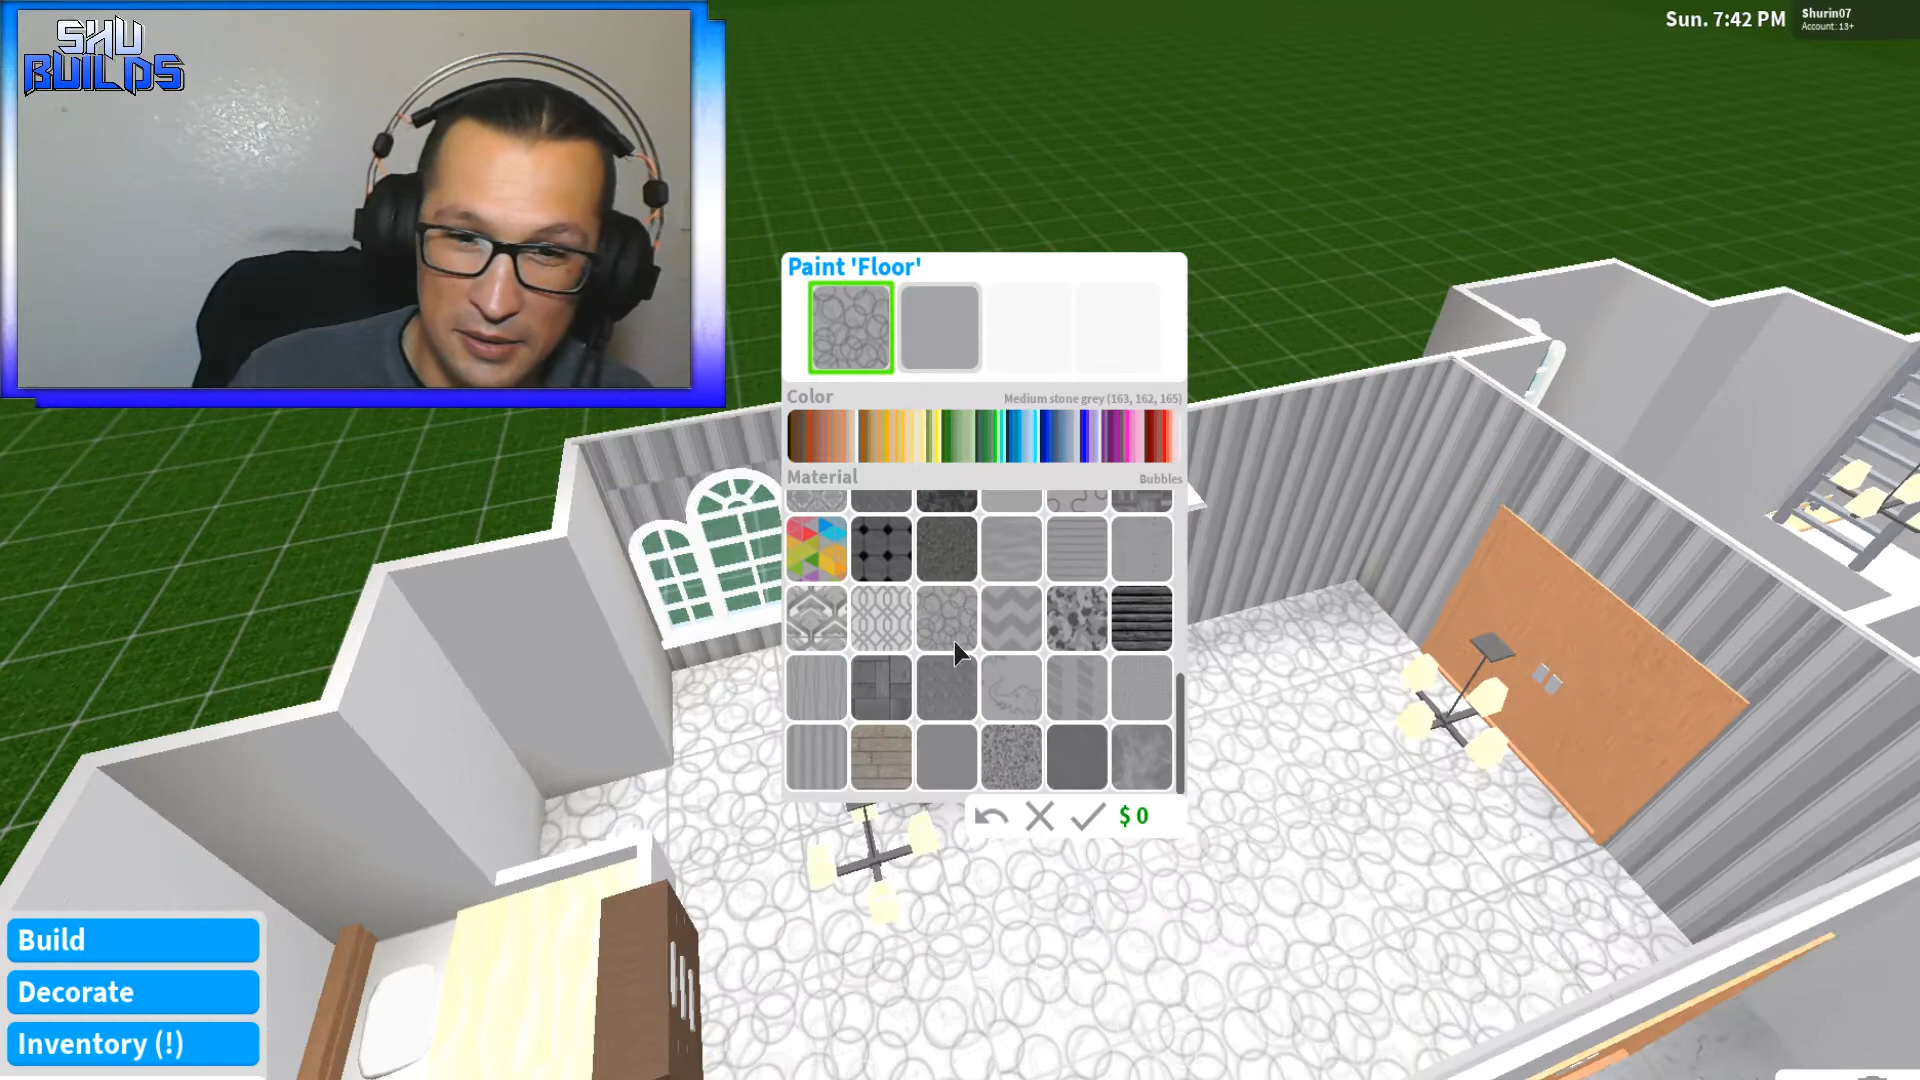 SHU
BUILDS
Sun. 7:42 PM
Shurin07
Account: 13+
Paint 'Floor'
Color
Medium stone grey (163, 162, 165)
Material
Bubbles
$ 0
Build
Decorate
Inventory (!)